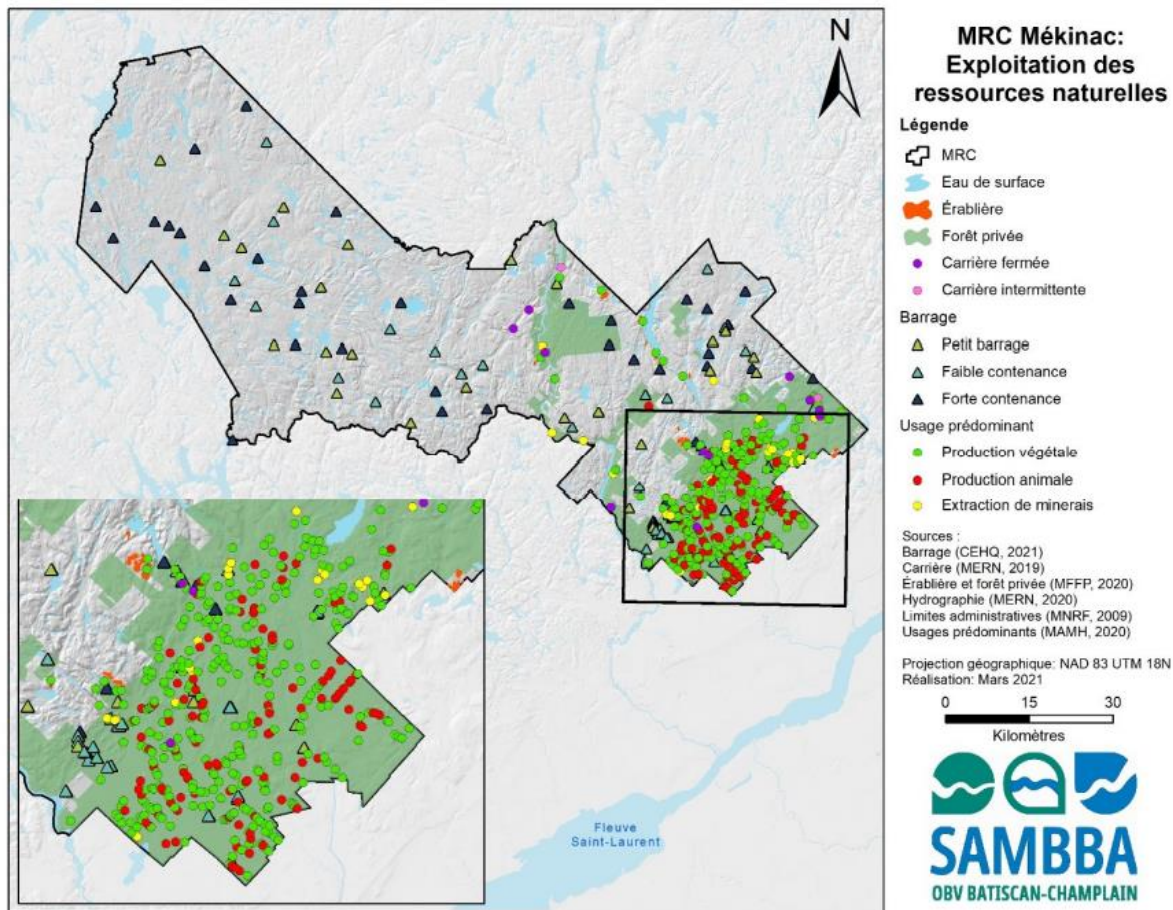 N
MRC Mékinac:
Exploitation des
ressources naturelles
Légende
MRC
Eau de surface
Érablière
Forêt privée
Carrière fermée
Carrière intermittente
Barrage
Petit barrage
Faible contenance
Forte contenance
Usage prédominant
Production végétale
Production animale
Extraction de minerais
Sources :
Barrage (CEHQ, 2021)
Carrière (MERN, 2019)
Érablière et forêt privée (MFFP, 2020)
Hydrographie (MERN, 2020)
Limites administratives (MNRF, 2009)
Usages prédominants (MAMH, 2020)
Projection géographique: NAD 83 UTM 18N
Réalisation: Mars 2021
0 15 30
Kilomètres
Fleuve
Saint-Laurent
SAMBBA
OBV BATISCAN-CHAMPLAIN